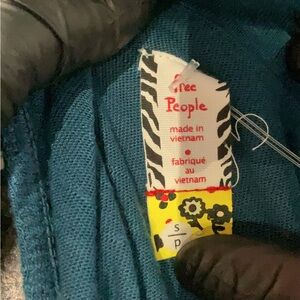 free
People
made in
vietnam
fabriqué
au
vietnam
s
p